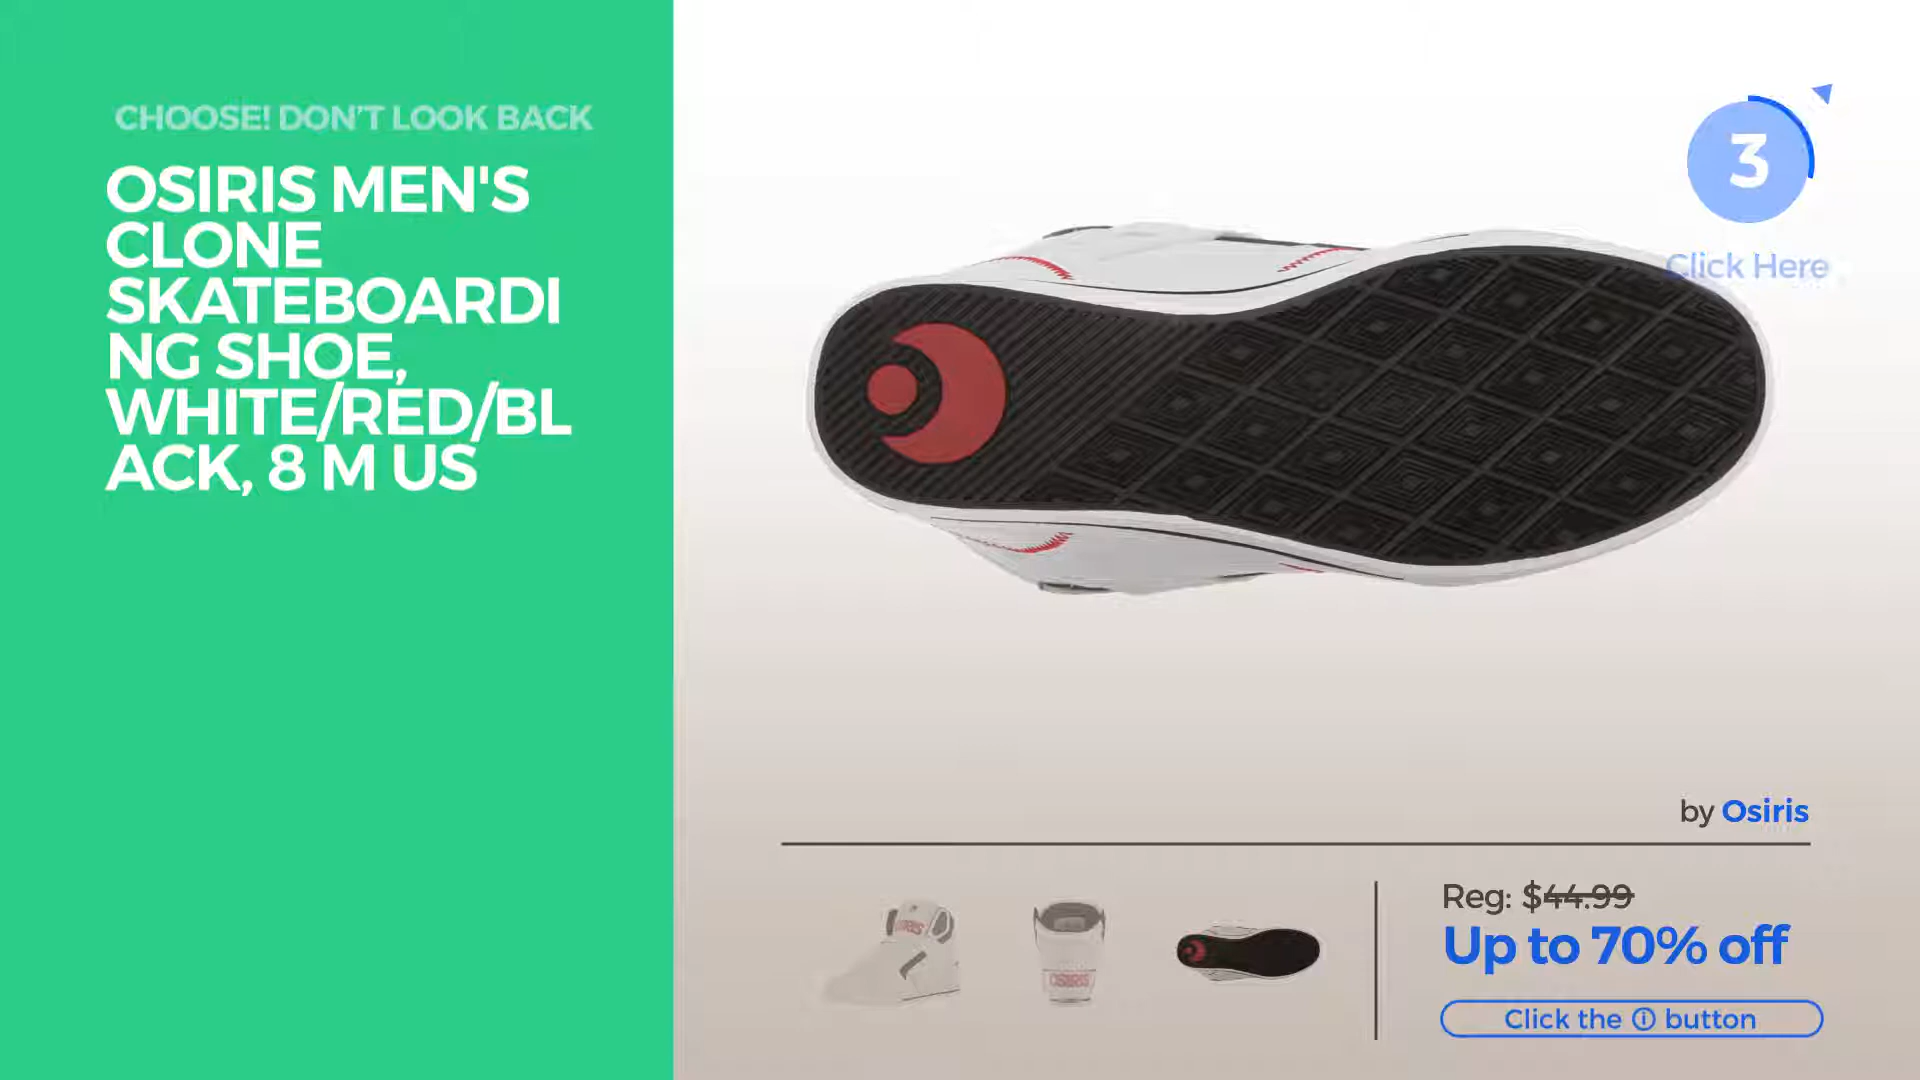 CHOOSE! DON'T LOOK BACK
OSIRIS MEN'S
CLONE
SKATEBOARDI
NG SHOE,
WHITE/RED/BL
ACK, 8 M US
3
Click Here
by Osiris
Reg: $44.99
Up to 70% off
Click the ⓘ button
OSIRIS